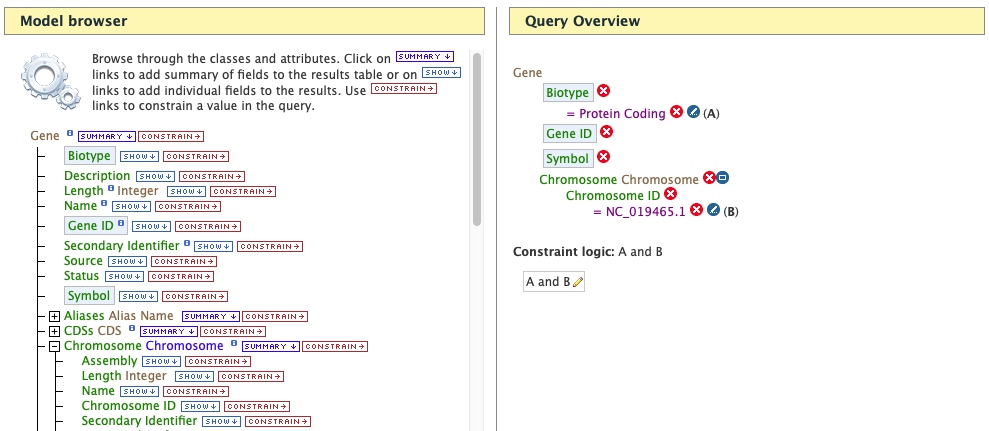 Model browser
Browse through the classes and attributes. Click on SUMMARY ↓
links to add summary of fields to the results table or on SHOW ↓
links to add individual fields to the results. Use CONSTRAIN →
links to constrain a value in the query.
Gene i SUMMARY ↓ CONSTRAIN →
Biotype SHOW ↓ CONSTRAIN →
Description SHOW ↓ CONSTRAIN →
Length i Integer SHOW ↓ CONSTRAIN →
Name i SHOW ↓ CONSTRAIN →
Gene ID i SHOW ↓ CONSTRAIN →
Secondary Identifier i SHOW ↓ CONSTRAIN →
Source SHOW ↓ CONSTRAIN →
Status SHOW ↓ CONSTRAIN →
Symbol SHOW ↓ CONSTRAIN →
Aliases Alias Name SUMMARY ↓ CONSTRAIN →
CDSs CDS i SUMMARY ↓ CONSTRAIN →
Chromosome Chromosome i SUMMARY ↓ CONSTRAIN →
Assembly SHOW ↓ CONSTRAIN →
Length Integer SHOW ↓ CONSTRAIN →
Name SHOW ↓ CONSTRAIN →
Chromosome ID SHOW ↓ CONSTRAIN →
Secondary Identifier SHOW ↓ CONSTRAIN →
Query Overview
Gene
Biotype
= Protein Coding (A)
Gene ID
Symbol
Chromosome Chromosome
Chromosome ID
= NC_019465.1 (B)
Constraint logic: A and B
A and B